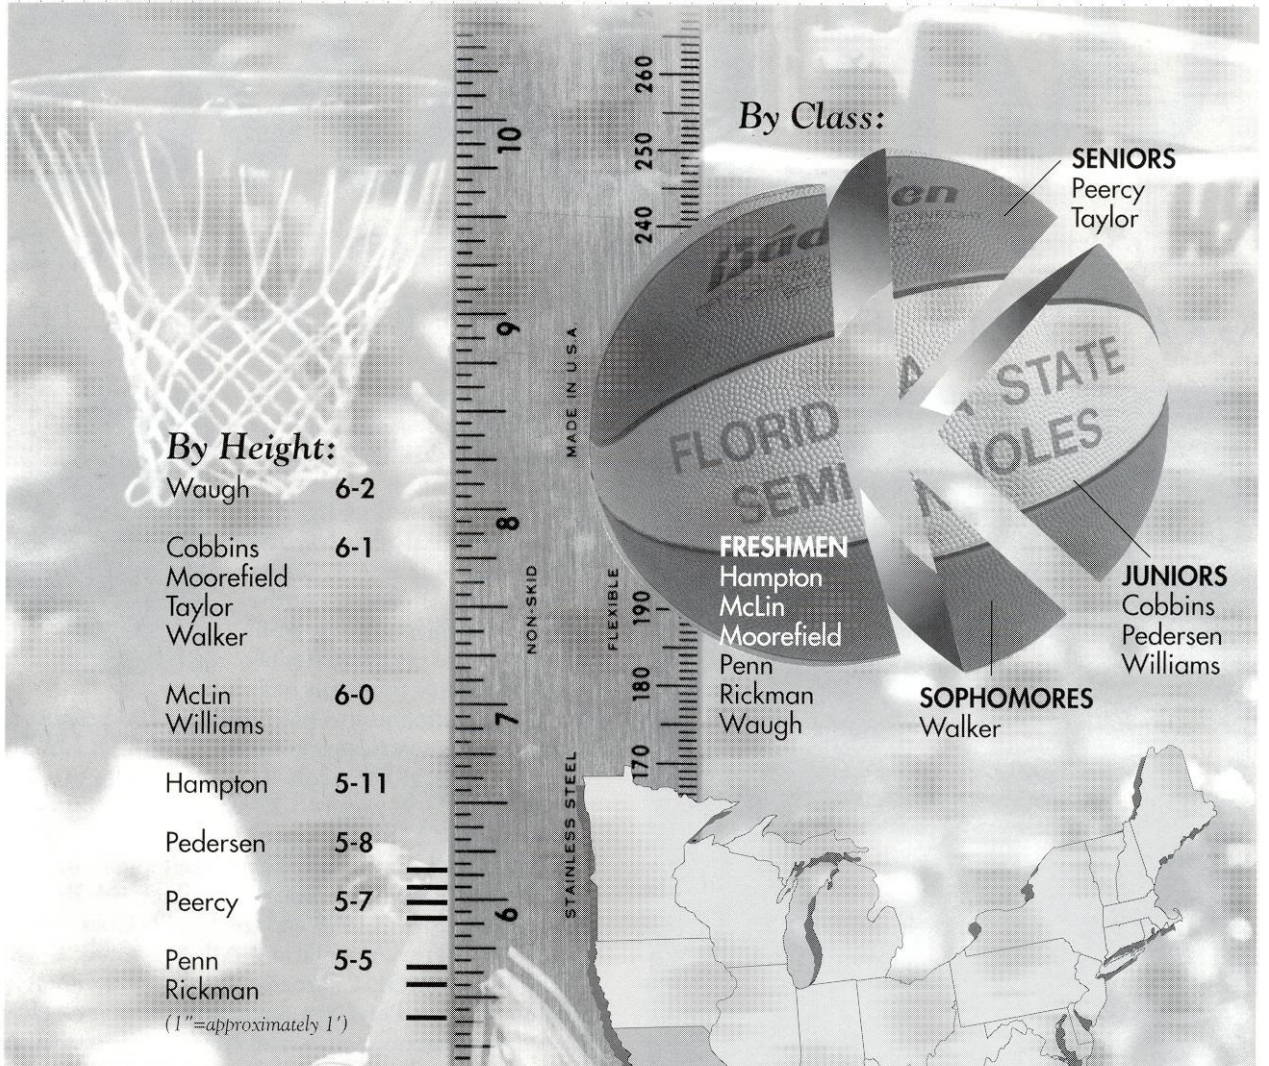 By Height:
Waugh 6-2
Cobbins 6-1
Moorefield
Taylor
Walker
McLin 6-0
Williams
Hampton 5-11
Pedersen 5-8
Peercy 5-7
Penn 5-5
Rickman
(1"=approximately 1')
10
9
8
7
6
MADE IN U.S.A.
NON-SKID
FLEXIBLE
STAINLESS STEEL
260
250
240
190
180
170
By Class:
SENIORS
Peercy
Taylor
FLORID
SEMI
A
N
STATE
NOLES
FRESHMEN
Hampton
McLin
Moorefield
Penn
Rickman
Waugh
JUNIORS
Cobbins
Pedersen
Williams
SOPHOMORES
Walker